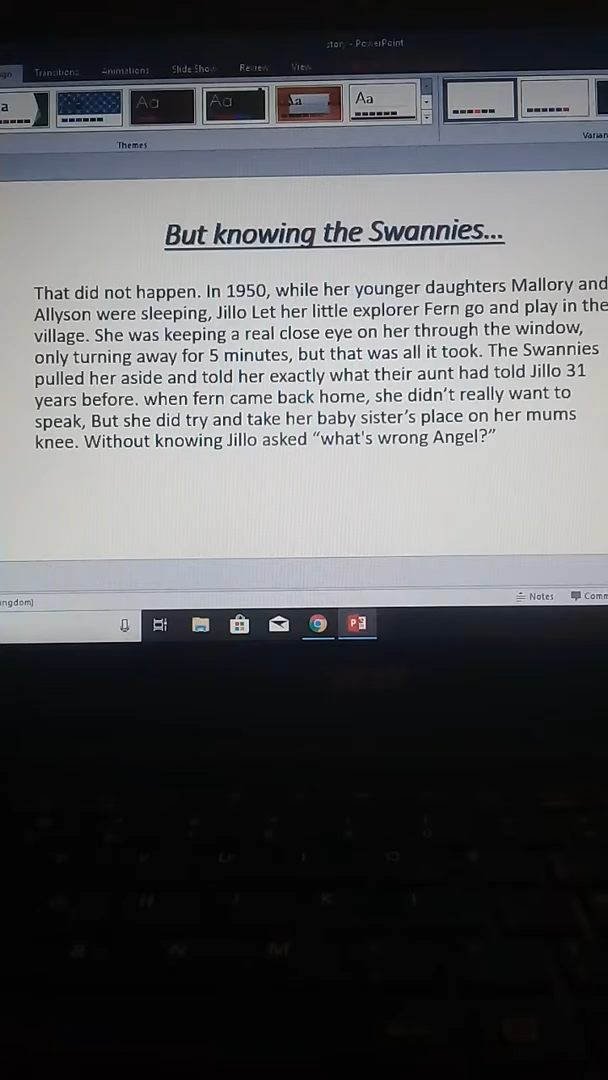 story - PowerPoint
Transitions Animations Slide Show Review View
Aa Aa Aa Aa
Themes
But knowing the Swannies...
That did not happen. In 1950, while her younger daughters Mallory and
Allyson were sleeping, Jillo Let her little explorer Fern go and play in the
village. She was keeping a real close eye on her through the window,
only turning away for 5 minutes, but that was all it took. The Swannies
pulled her aside and told her exactly what their aunt had told Jillo 31
years before. when fern came back home, she didn't really want to
speak, But she did try and take her baby sister's place on her mums
knee. Without knowing Jillo asked “what's wrong Angel?”
Notes